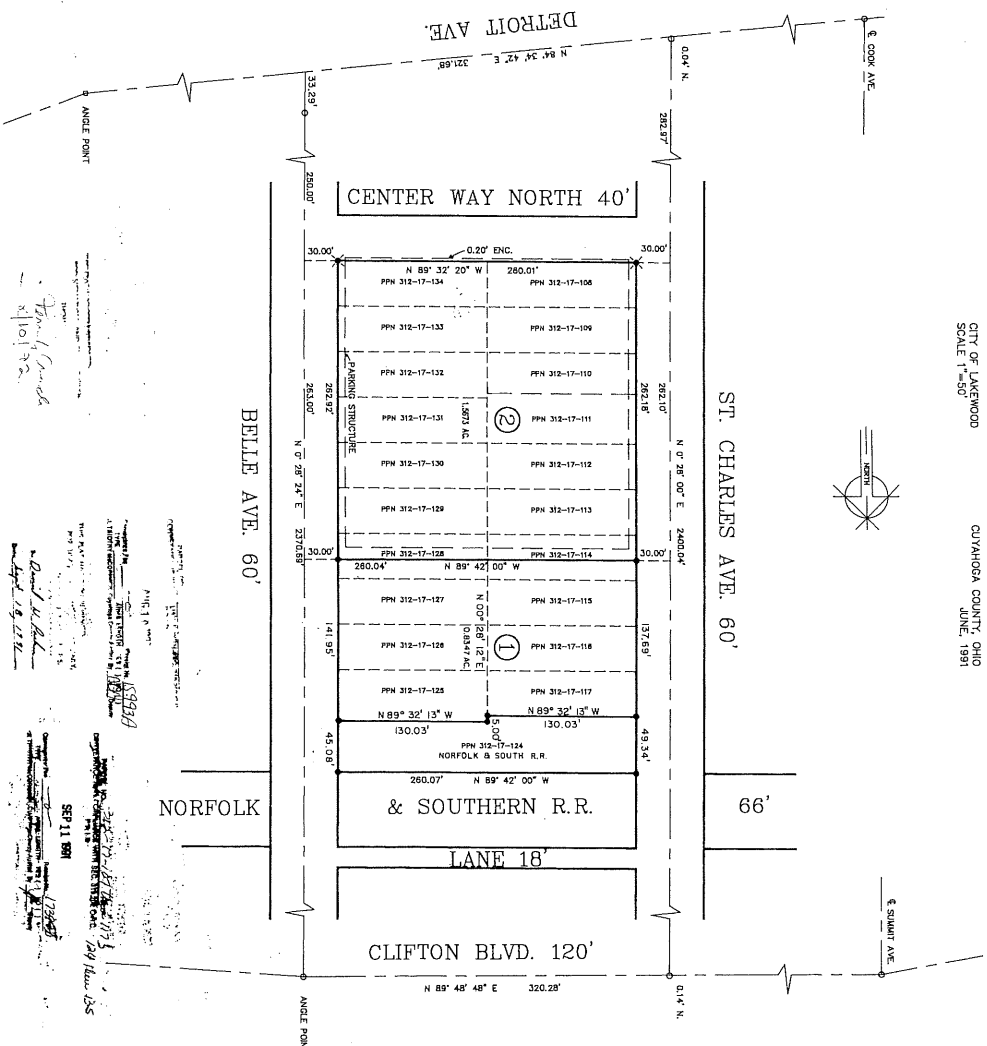 CITY OF LAKEWOOD
SCALE 1"=50'
CUYAHOGA COUNTY, OHIO
JUNE, 1991
NORTH
DETROIT AVE.
N 84° 34' 42" E 321.68'
℄ COOK AVE.
0.04' N.
282.97'
33.29'
ANGLE POINT
250.00'
CENTER WAY NORTH 40'
30.00'
0.20' ENC.
30.00'
N 89° 32' 20" W 260.01'
PPN 312-17-134
PPN 312-17-108
PPN 312-17-133
PPN 312-17-109
PPN 312-17-132
PPN 312-17-110
PARKING STRUCTURE
PPN 312-17-131
1.5673 AC.
2
PPN 312-17-111
PPN 312-17-130
PPN 312-17-112
PPN 312-17-129
PPN 312-17-113
PPN 312-17-128
PPN 312-17-114
263.00'
262.92'
262.18'
262.10'
BELLE AVE. 60'
N 0° 28' 24" E 2370.69'
ST. CHARLES AVE. 60'
N 0° 28' 00" E 2400.04'
30.00'
30.00'
260.04' N 89° 42' 00" W
PPN 312-17-127
PPN 312-17-115
N 00° 28' 12" E
PPN 312-17-126
0.8347 AC.
1
PPN 312-17-116
141.95'
137.69'
PPN 312-17-125
PPN 312-17-117
N 89° 32' 13" W
130.03'
N 89° 32' 13" W
130.03'
5.00'
PPN 312-17-124
NORFOLK & SOUTH R.R.
45.08'
49.34'
260.07' N 89° 42' 00" W
NORFOLK & SOUTHERN R.R. 66'
LANE 18'
CLIFTON BLVD. 120'
N 89° 48' 48" E 320.28'
ANGLE POIN
0.14' N.
℄ SUMMIT AVE.
SEP 11 1991